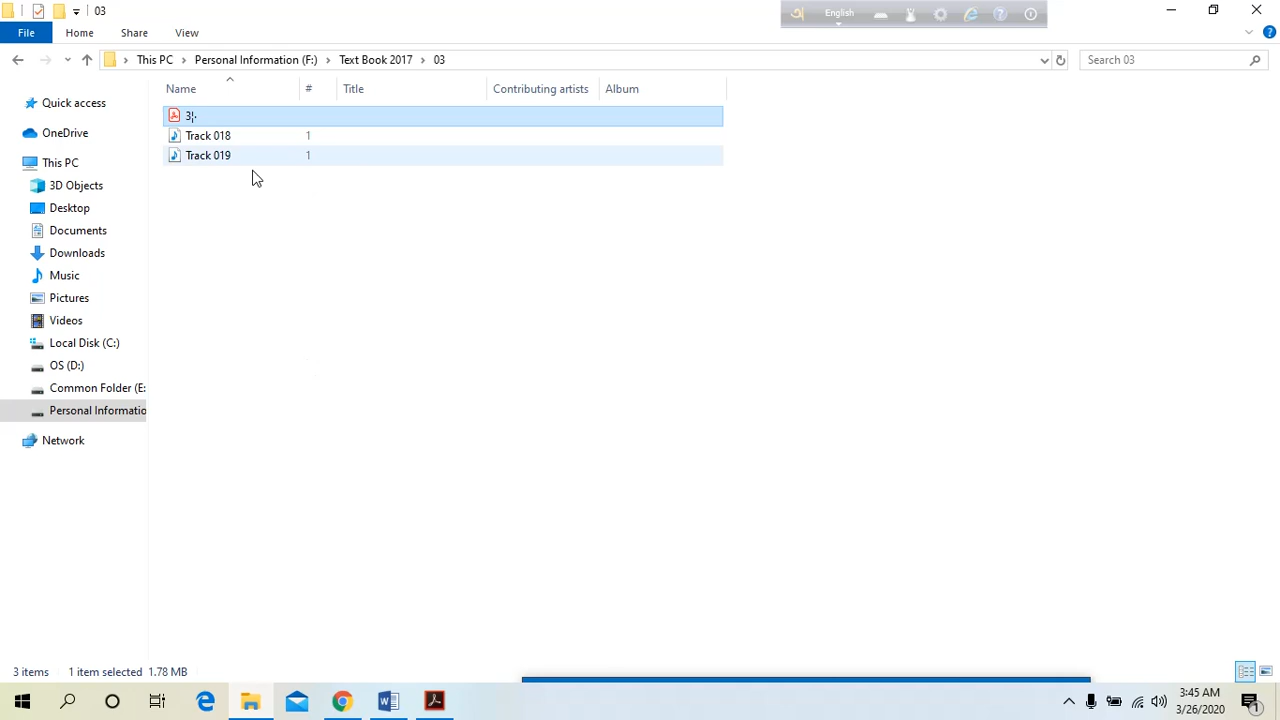 03
English
File Home Share View
This PC Personal Information (F:) Text Book 2017 03
Search 03
Name # Title Contributing artists Album
Quick access
OneDrive
This PC
3D Objects
Desktop
Documents
Downloads
Music
Pictures
Videos
Local Disk (C:)
OS (D:)
Common Folder (E:
Personal Informatio
Network
Track 018 1
Track 019 1
3 items 1 item selected 1.78 MB
3:45 AM
3/26/2020